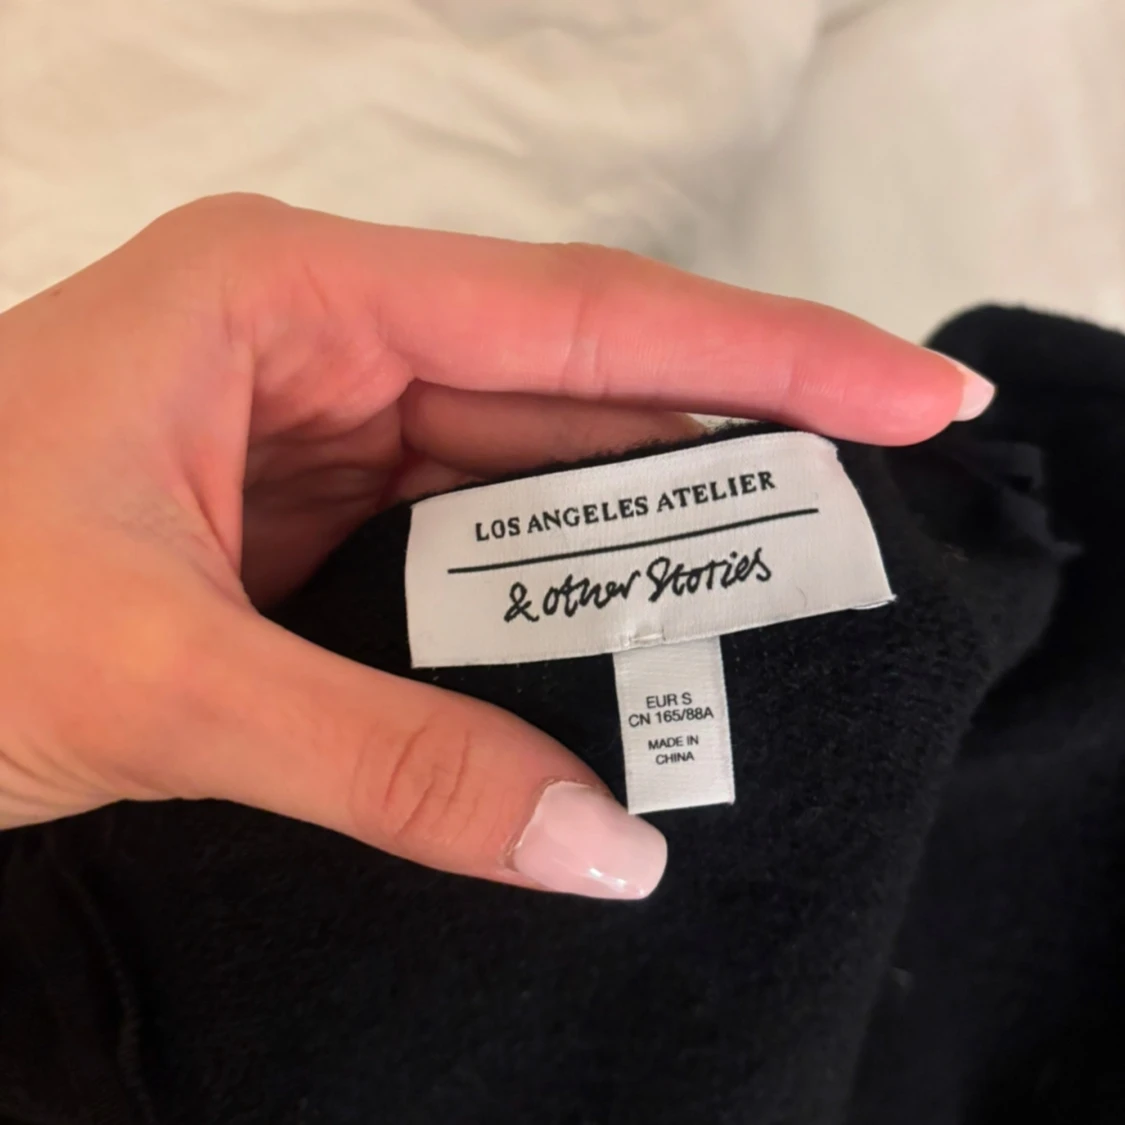 LOS ANGELES ATELIER
& other Stories
EUR S
CN 165/88A
MADE IN
CHINA